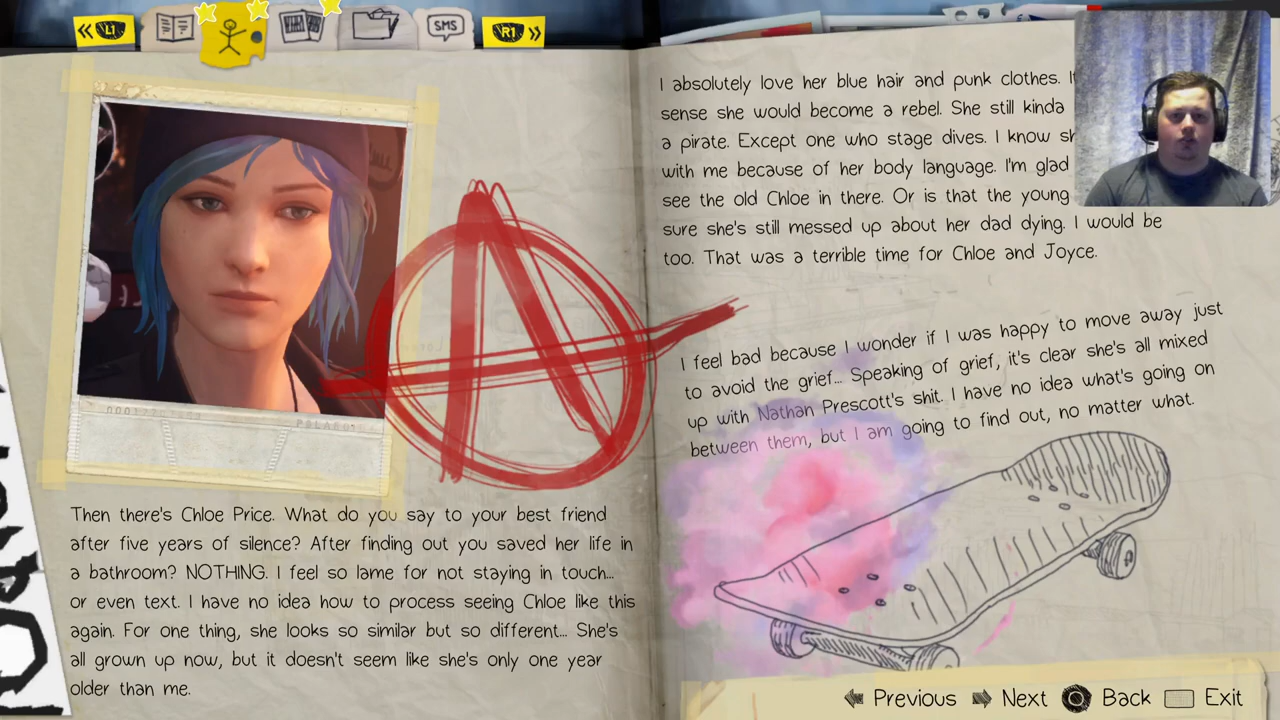 L1
SMS
R1
Then there's Chloe Price. What do you say to your best friend
after five years of silence? After finding out you saved her life in
a bathroom? NOTHING. I feel so lame for not staying in touch...
or even text. I have no idea how to process seeing Chloe like this
again. For one thing, she looks so similar but so different... She's
all grown up now, but it doesn't seem like she's only one year
older than me.
I absolutely love her blue hair and punk clothes.
sense she would become a rebel. She still kinda
a pirate. Except one who stage dives. I know
with me because of her body language. I'm glad
see the old Chloe in there. Or is that the young
sure she's still messed up about her dad dying. I would be
too. That was a terrible time for Chloe and Joyce.
I feel bad because I wonder if I was happy to move away just
to avoid the grief... Speaking of grief, it's clear she's all mixed
up with Nathan Prescott's shit. I have no idea what's going on
between them, but I am going to find out, no matter what.
Previous Next Back Exit